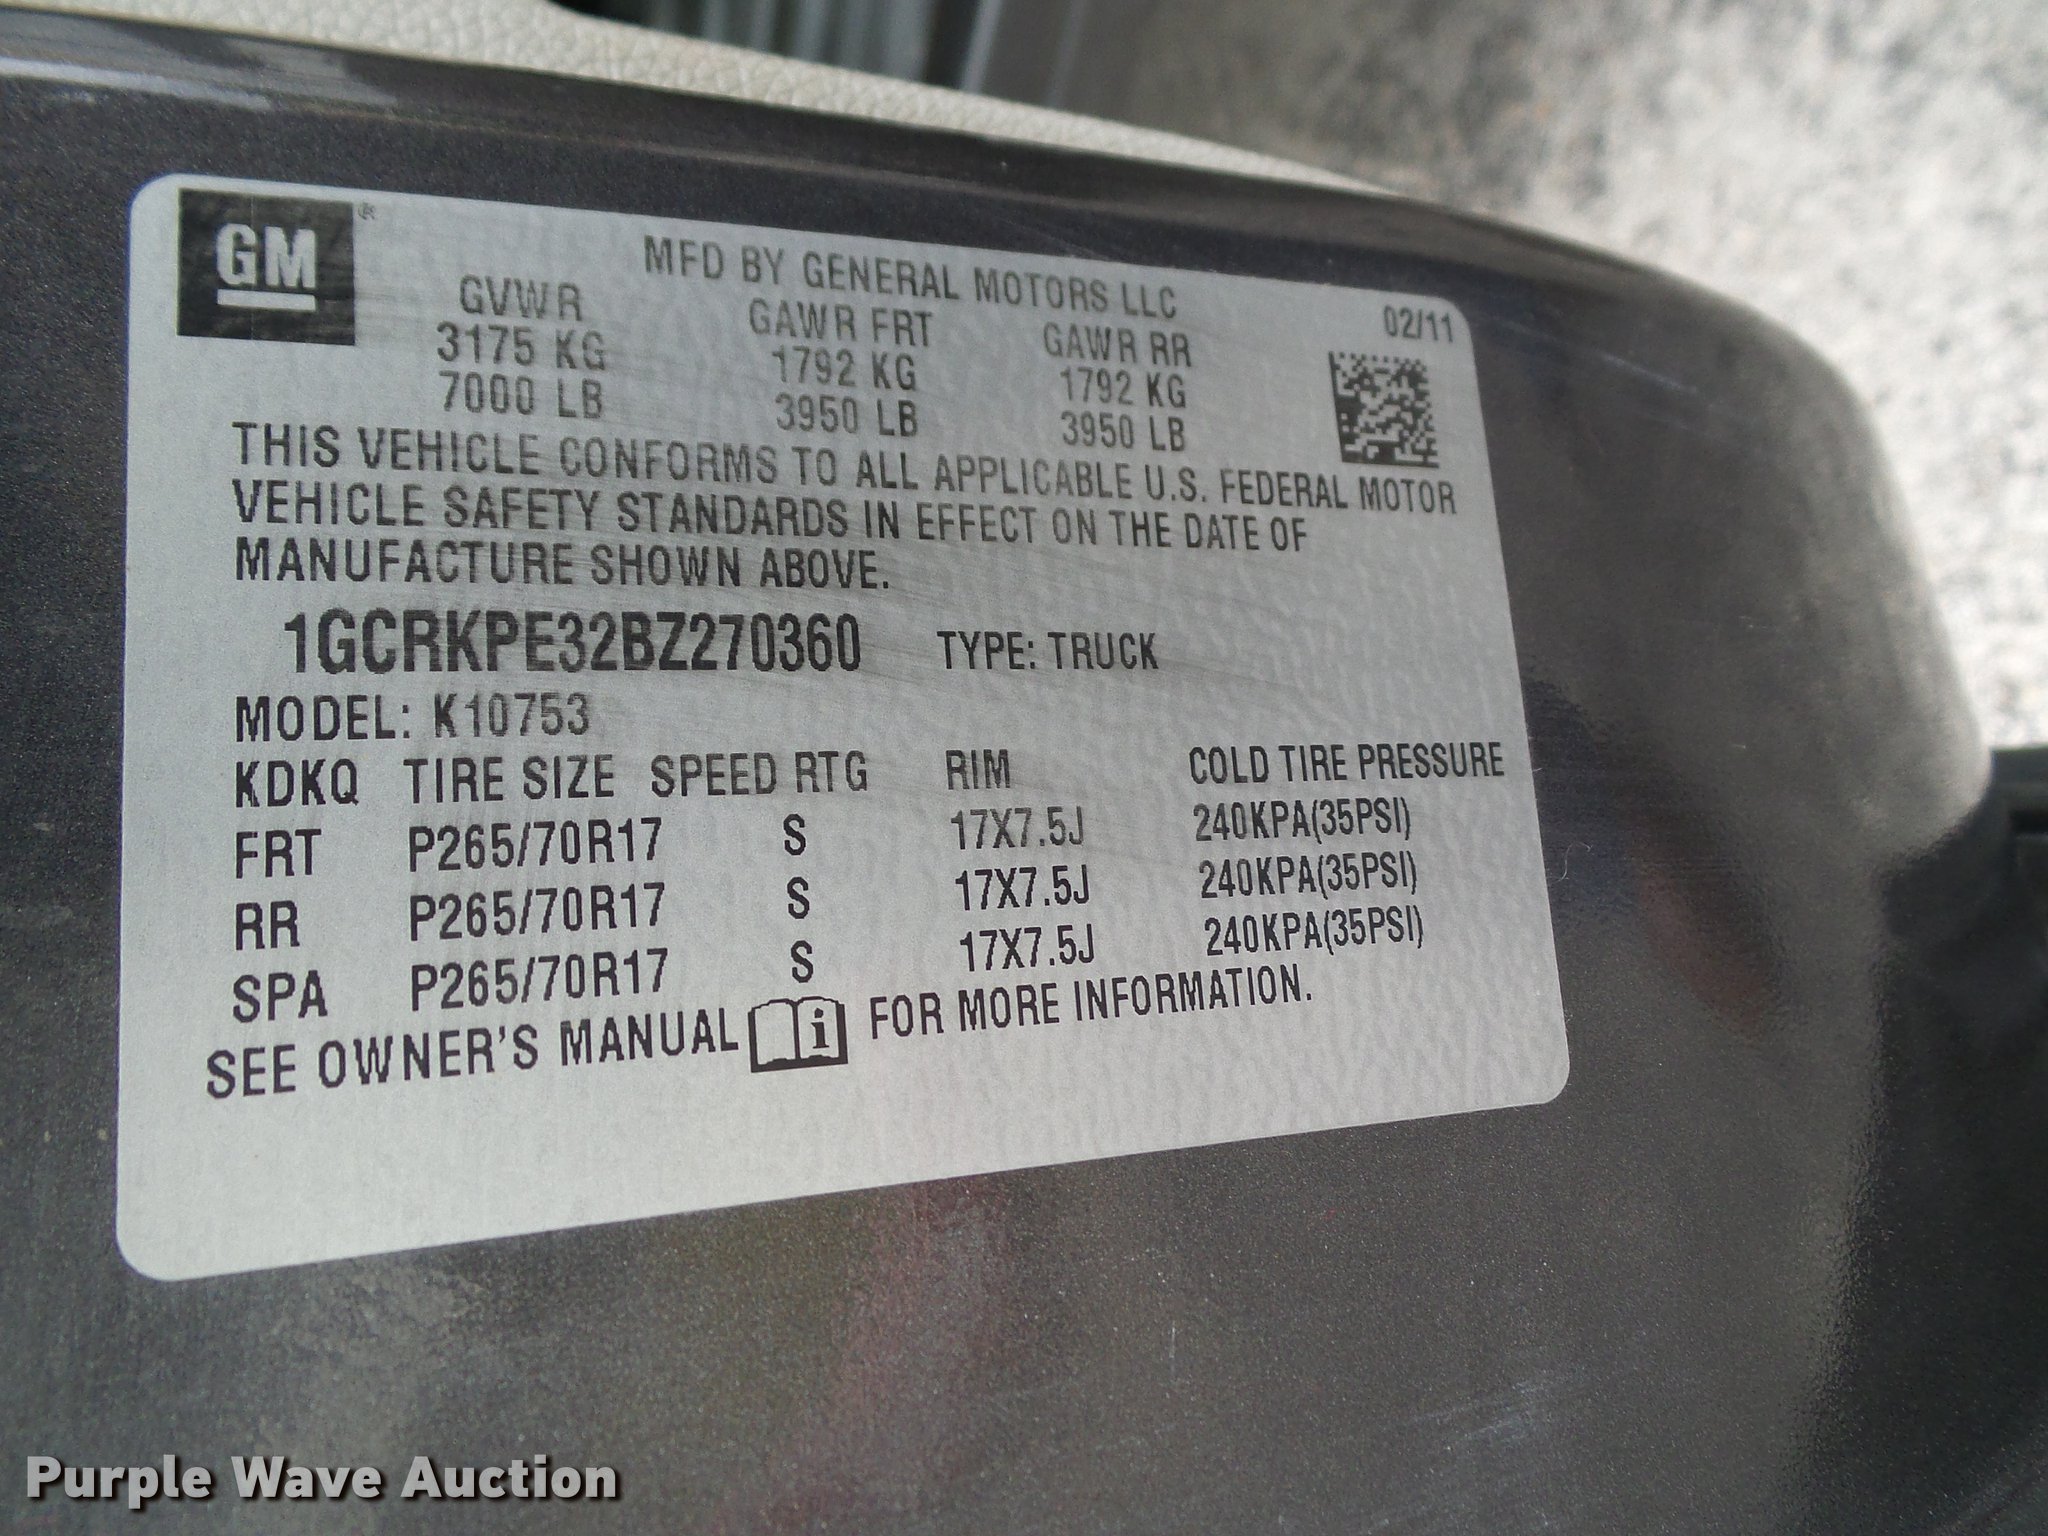 GM®
MFD BY GENERAL MOTORS LLC
02/11
GVWR GAWR FRT GAWR RR
3175 KG 1792 KG 1792 KG
7000 LB 3950 LB 3950 LB
THIS VEHICLE CONFORMS TO ALL APPLICABLE U.S. FEDERAL MOTOR
VEHICLE SAFETY STANDARDS IN EFFECT ON THE DATE OF
MANUFACTURE SHOWN ABOVE.
1GCRKPE32BZ270360 TYPE: TRUCK
MODEL: K10753
KDKQ TIRE SIZE SPEED RTG RIM COLD TIRE PRESSURE
FRT P265/70R17 S 17X7.5J 240KPA(35PSI)
RR P265/70R17 S 17X7.5J 240KPA(35PSI)
SPA P265/70R17 S 17X7.5J 240KPA(35PSI)
SEE OWNER'S MANUAL i FOR MORE INFORMATION.
Purple Wave Auction